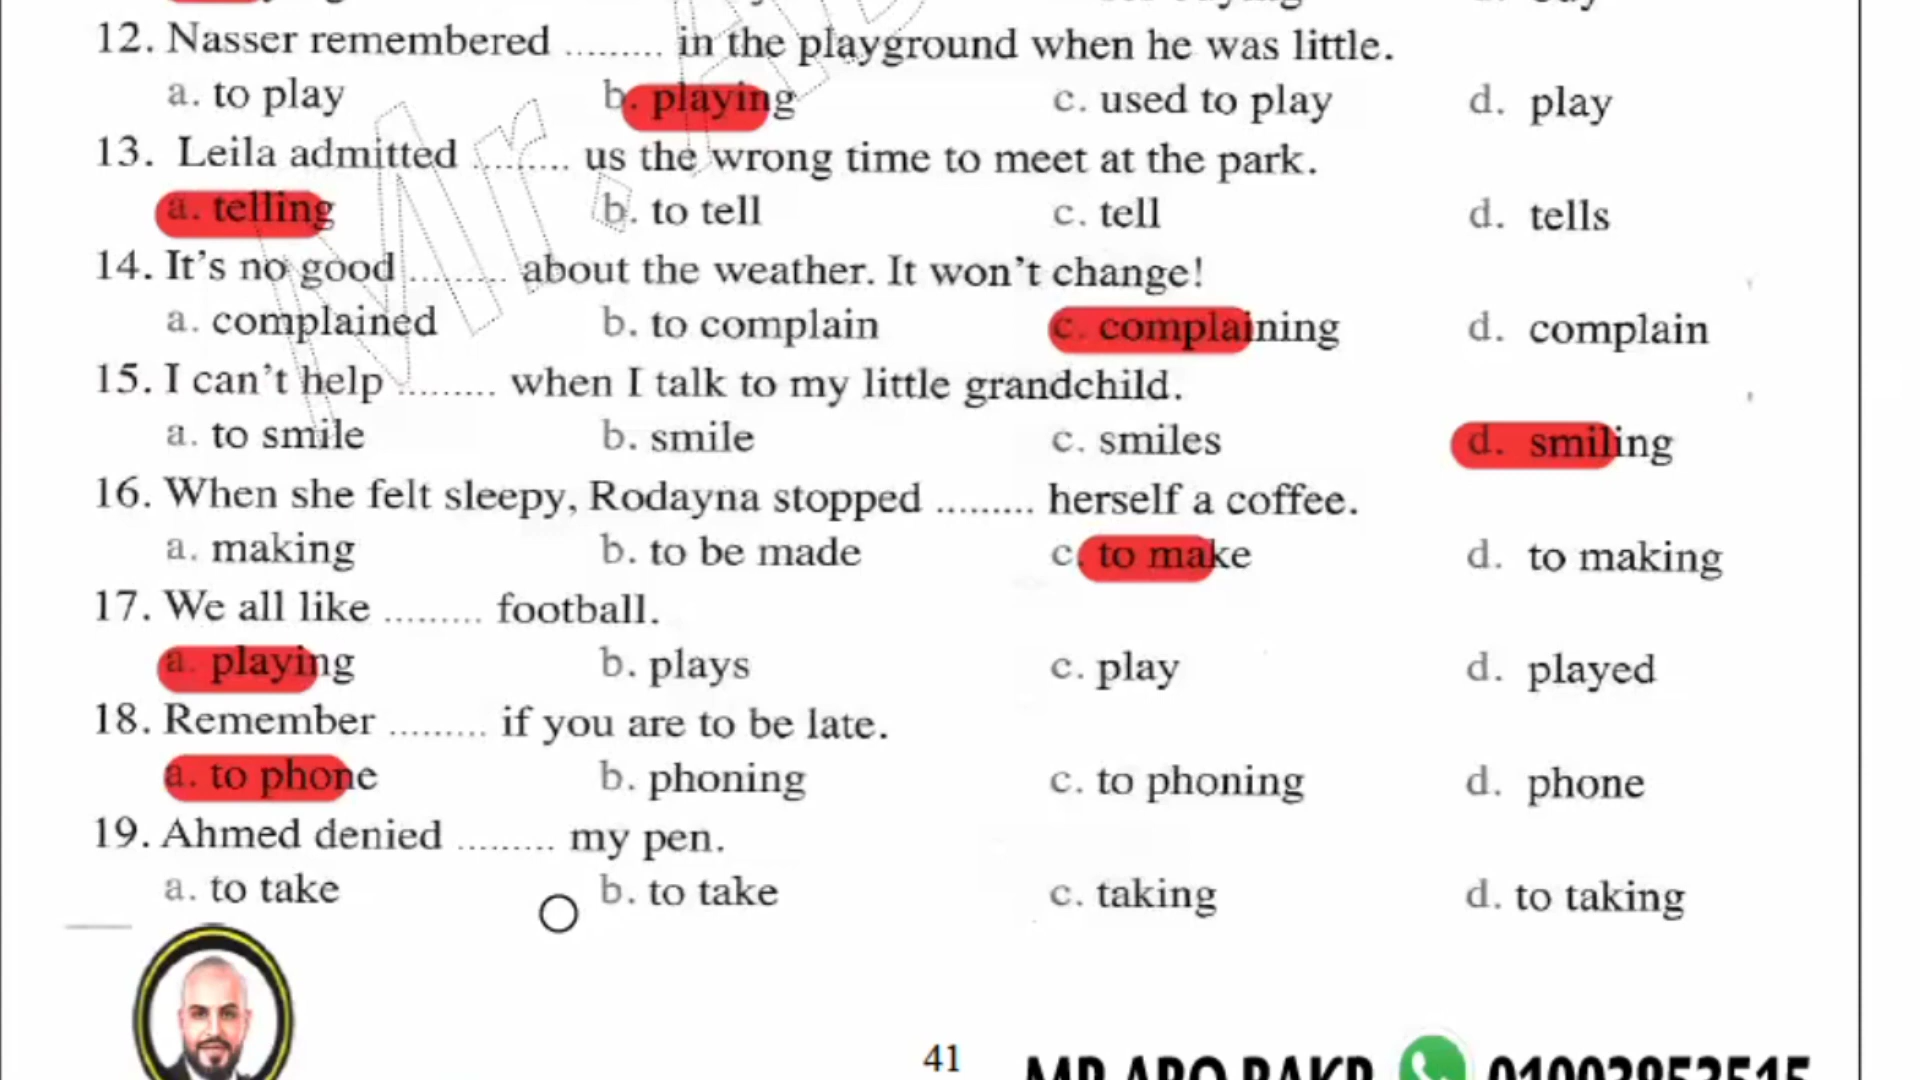 12. Nasser remembered ......... in the playground when he was little.
a. to play b. playing c. used to play d. play
13. Leila admitted ......... us the wrong time to meet at the park.
a. telling b. to tell c. tell d. tells
14. It's no good ......... about the weather. It won't change!
a. complained b. to complain c. complaining d. complain
15. I can't help ......... when I talk to my little grandchild.
a. to smile b. smile c. smiles d. smiling
16. When she felt sleepy, Rodayna stopped ......... herself a coffee.
a. making b. to be made c. to make d. to making
17. We all like ......... football.
a. playing b. plays c. play d. played
18. Remember ......... if you are to be late.
a. to phone b. phoning c. to phoning d. phone
19. Ahmed denied ......... my pen.
a. to take b. to take c. taking d. to taking
41
MR ABO BAKR
Mr. A